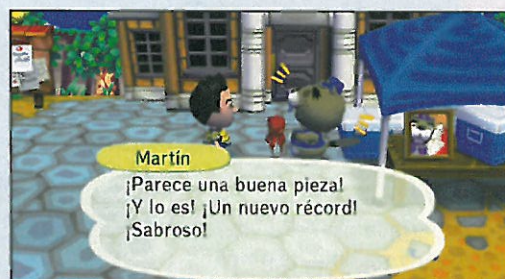 Martín
¡Parece una buena pieza!
¡Y lo es! ¡Un nuevo récord!
¡Sabroso!